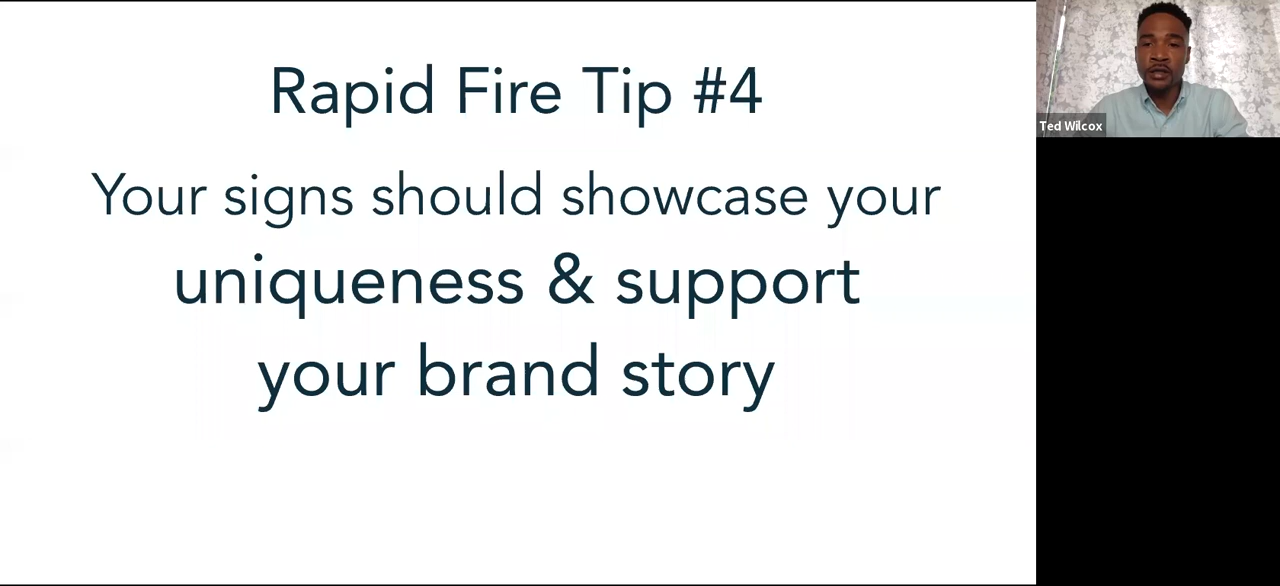 Rapid Fire Tip #4
Your signs should showcase your
uniqueness & support
your brand story
Ted Wilcox